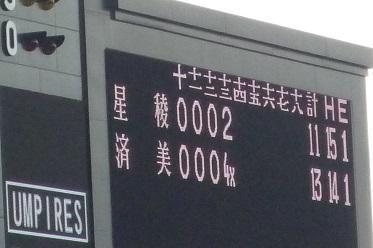 0
十 十一 十二 十三 十四 十五 十六 十七 十八 計 H E
星稜 0 0 0 2 11 15 1
済美 0 0 0 4x 13 14 1
UMPIRES